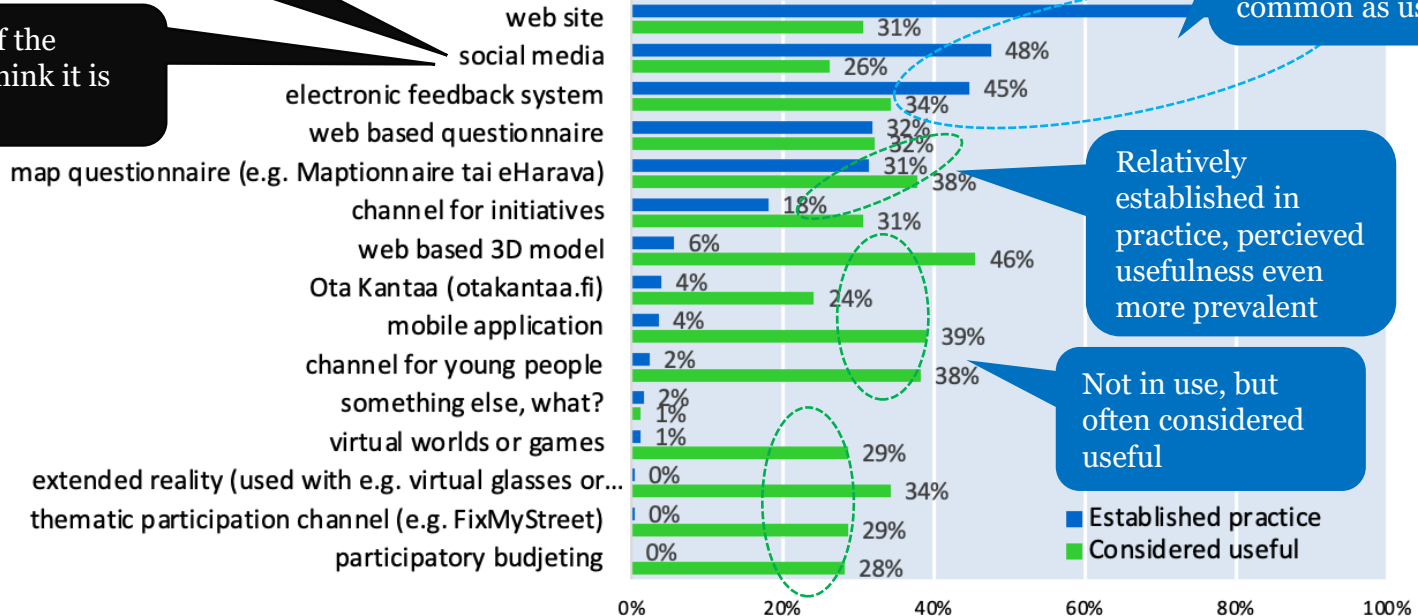 web site
31%
common as us
f the
hink it is
social media
48%
26%
electronic feedback system
45%
34%
web based questionnaire
32%
32%
map questionnaire (e.g. Maptionnaire tai eHarava)
31%
38%
Relatively
established in
practice, percieved
usefulness even
more prevalent
channel for initiatives
18%
31%
web based 3D model
6%
46%
Ota Kantaa (otakantaa.fi)
4%
24%
mobile application
4%
39%
channel for young people
2%
38%
Not in use, but
often considered
useful
something else, what?
2%
1%
virtual worlds or games
1%
29%
extended reality (used with e.g. virtual glasses or...
0%
34%
thematic participation channel (e.g. FixMyStreet)
0%
29%
participatory budjeting
0%
28%
Established practice
Considered useful
0% 20% 40% 60% 80% 100%